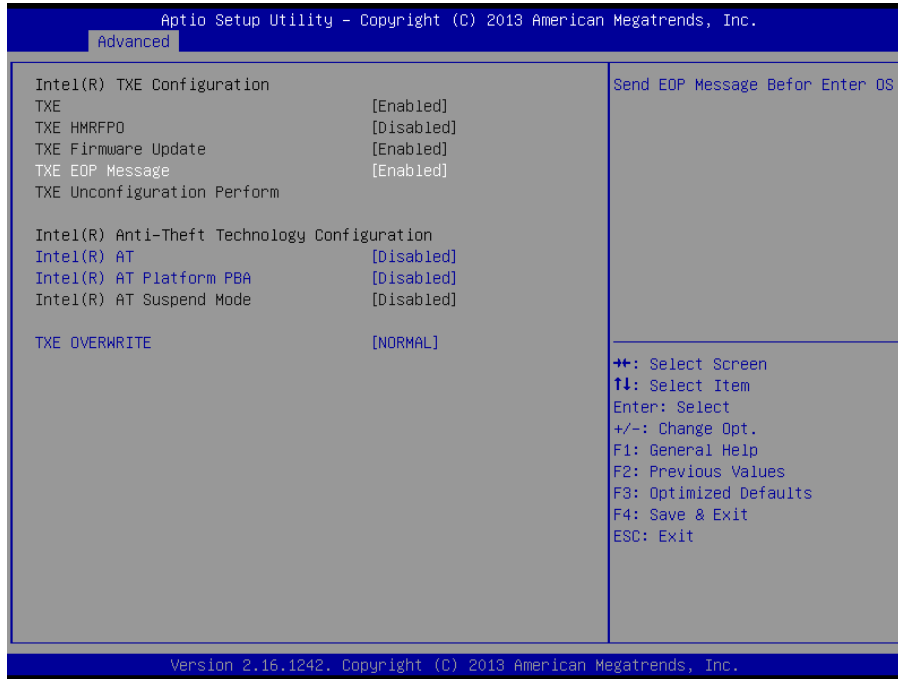 Aptio Setup Utility – Copyright (C) 2013 American Megatrends, Inc.
Advanced
Intel(R) TXE Configuration
TXE [Enabled]
TXE HMRFPO [Disabled]
TXE Firmware Update [Enabled]
TXE EOP Message [Enabled]
TXE Unconfiguration Perform
Intel(R) Anti-Theft Technology Configuration
Intel(R) AT [Disabled]
Intel(R) AT Platform PBA [Disabled]
Intel(R) AT Suspend Mode [Disabled]
TXE OVERWRITE [NORMAL]
Send EOP Message Befor Enter OS
→←: Select Screen
↑↓: Select Item
Enter: Select
+/-: Change Opt.
F1: General Help
F2: Previous Values
F3: Optimized Defaults
F4: Save & Exit
ESC: Exit
Version 2.16.1242. Copyright (C) 2013 American Megatrends, Inc.